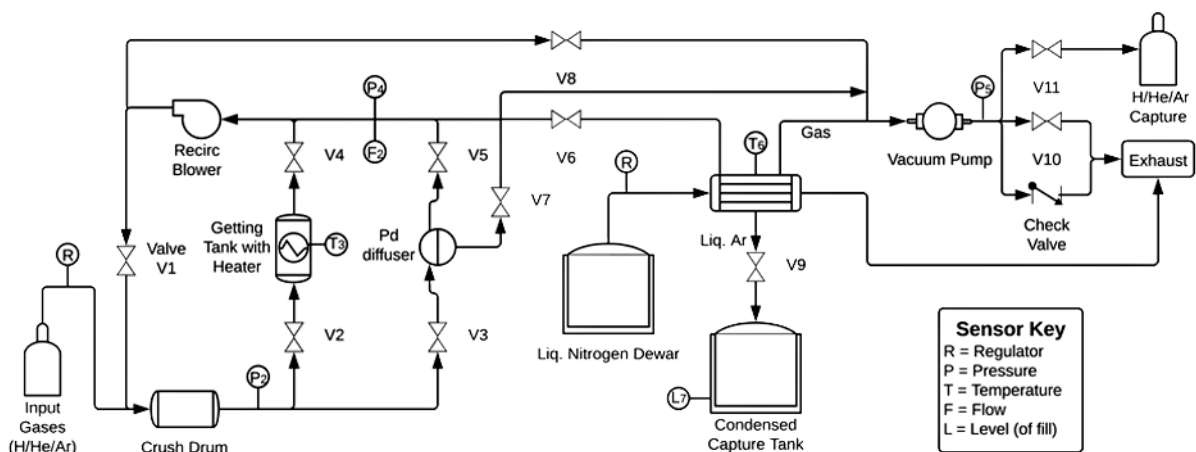 V8
P4
P5
V11
H/He/Ar
Capture
Recirc
Blower
V4
F2
V5
V6
Gas
T6
Vacuum Pump
V10
Exhaust
R
V7
Check
Valve
Valve
V1
R
Getting
Tank with
Heater
T3
Pd
diffuser
Liq. Ar
V9
V2
V3
Liq. Nitrogen Dewar
P2
Input
Gases
(H/He/Ar)
Crush Drum
L7
Condensed
Capture Tank
Sensor Key
R = Regulator
P = Pressure
T = Temperature
F = Flow
L = Level (of fill)